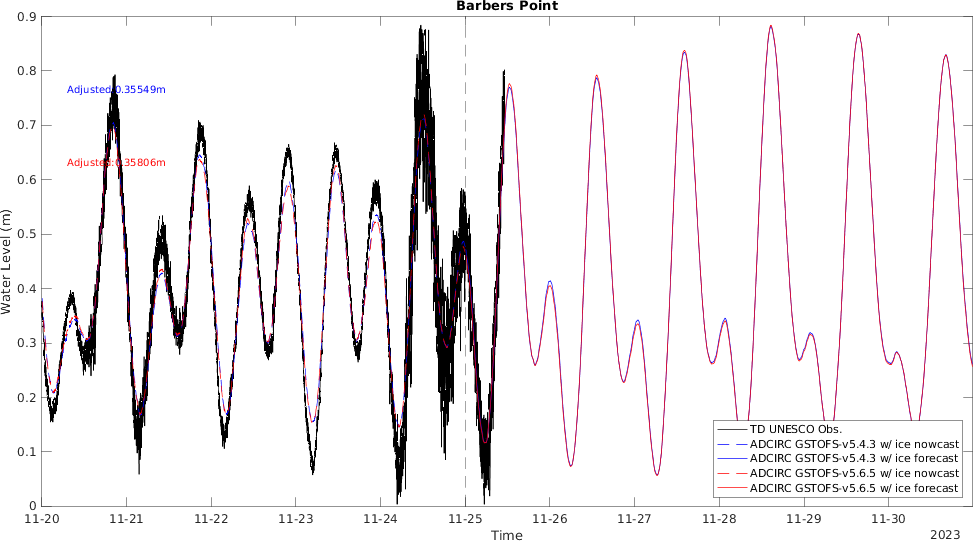 Barbers Point
0.9
0.8
0.7
0.6
0.5
0.4
0.3
0.2
0.1
0
Water Level (m)
Adjusted:0.35549m
Adjusted:0.35806m
TD UNESCO Obs.
ADCIRC GSTOFS-v5.4.3 w/ ice nowcast
ADCIRC GSTOFS-v5.4.3 w/ ice forecast
ADCIRC GSTOFS-v5.6.5 w/ ice nowcast
ADCIRC GSTOFS-v5.6.5 w/ ice forecast
11-20 11-21 11-22 11-23 11-24 11-25 11-26 11-27 11-28 11-29 11-30
Time
2023